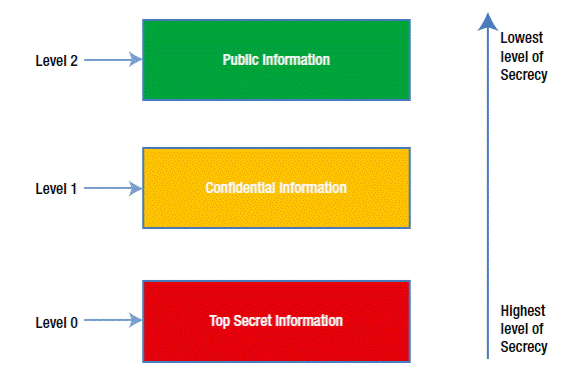 Level 2
Public Information
Lowest
level of
Secrecy
Level 1
Confidential Information
Level 0
Top Secret Information
Highest
level of
Secrecy